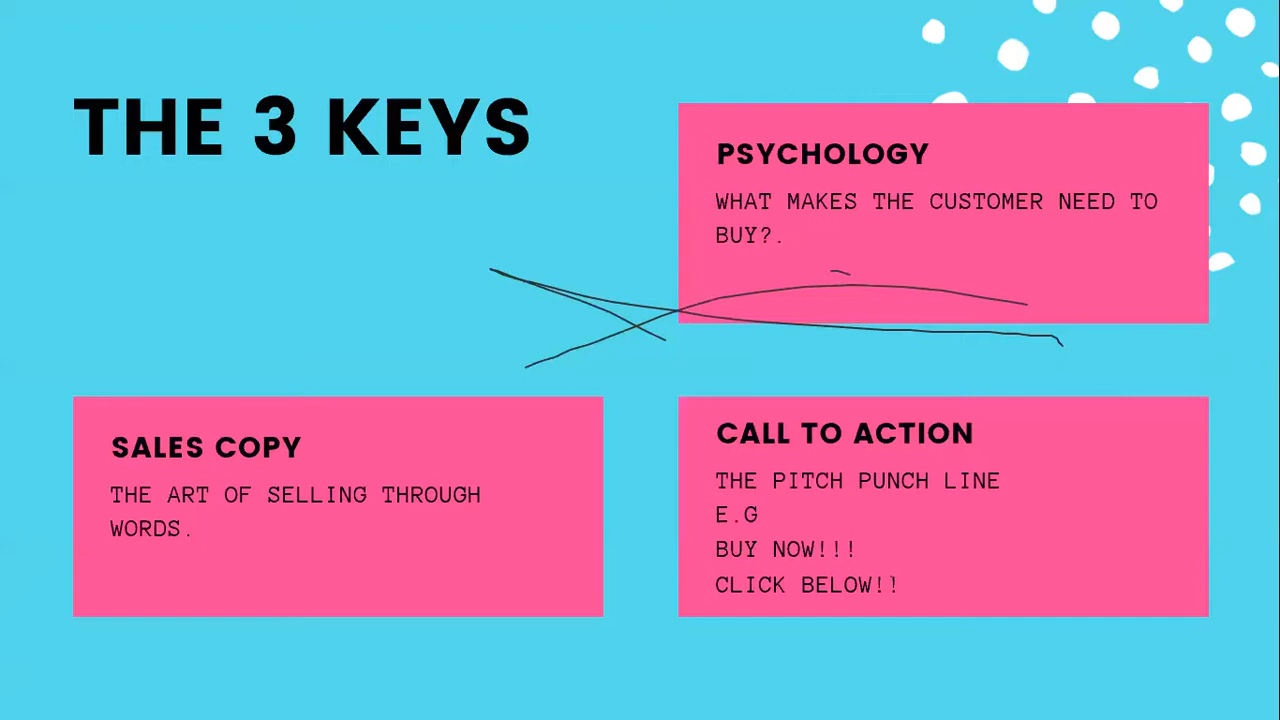 THE 3 KEYS
PSYCHOLOGY
WHAT MAKES THE CUSTOMER NEED TO
BUY?.
SALES COPY
THE ART OF SELLING THROUGH
WORDS.
CALL TO ACTION
THE PITCH PUNCH LINE
E.G
BUY NOW!!!
CLICK BELOW!!